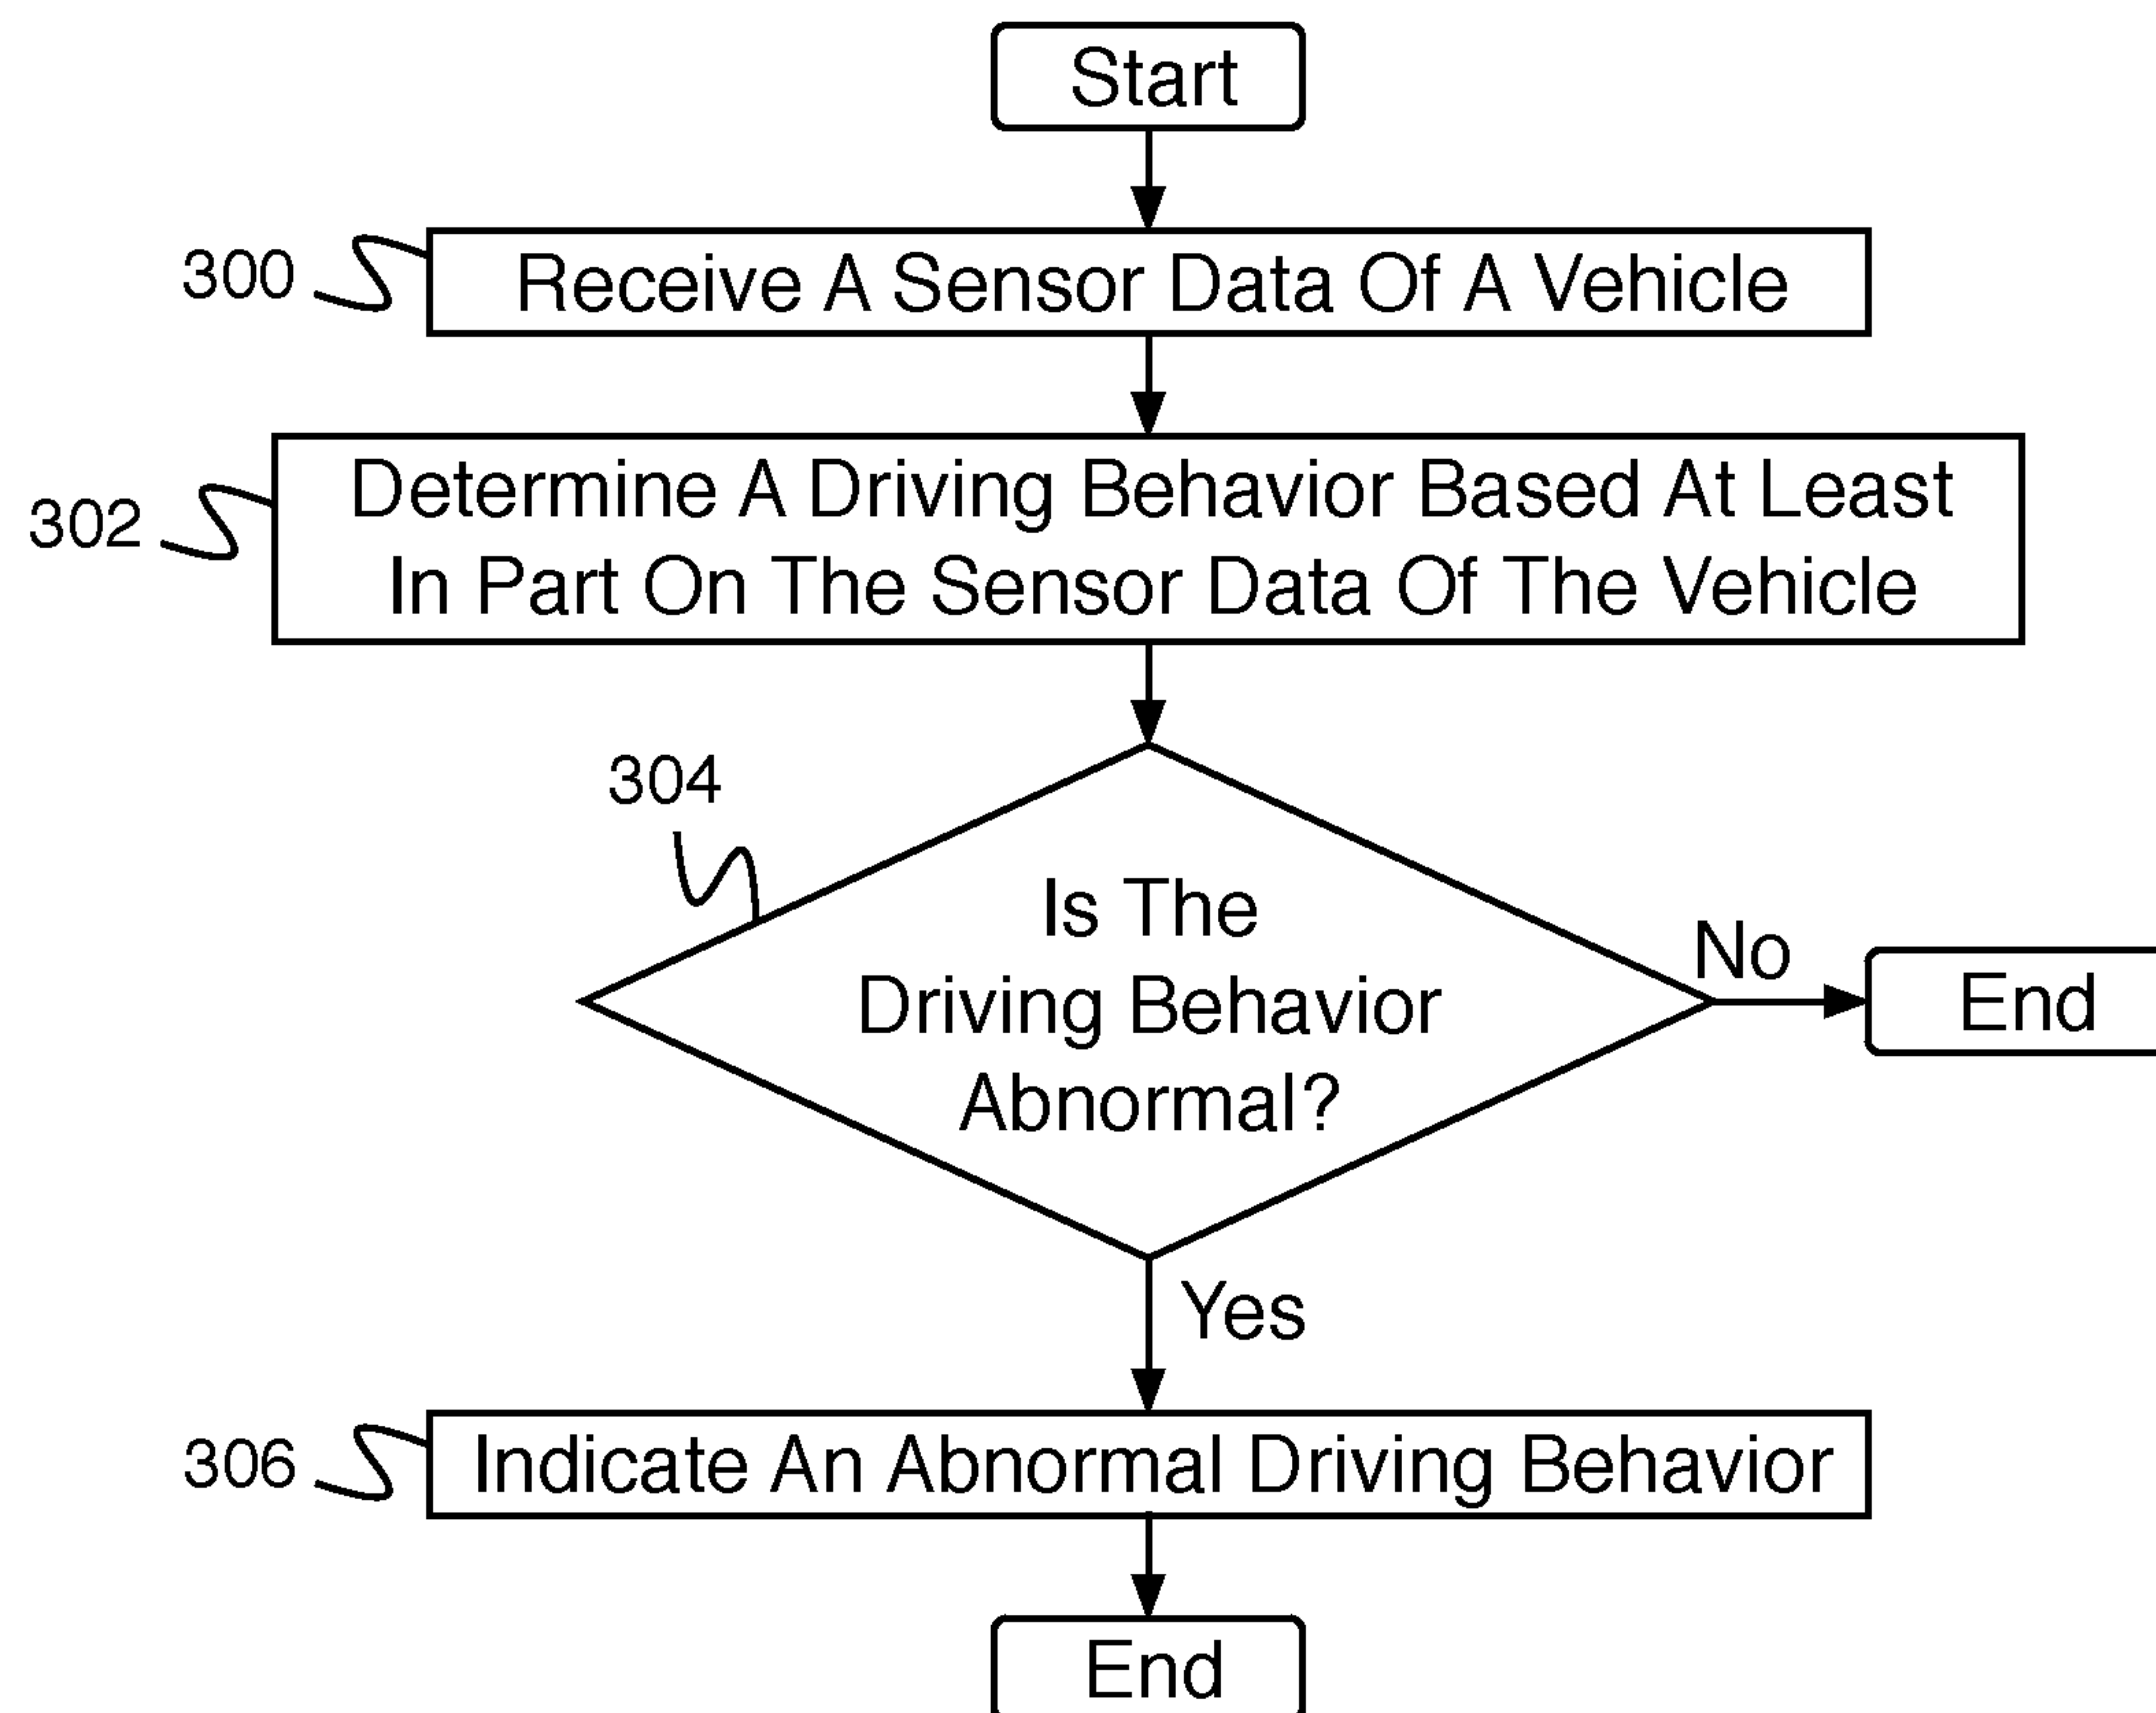 Start
300
Receive A Sensor Data Of A Vehicle
302
Determine A Driving Behavior Based At Least
In Part On The Sensor Data Of The Vehicle
304
Is The
Driving Behavior
Abnormal?
No
End
Yes
306
Indicate An Abnormal Driving Behavior
End